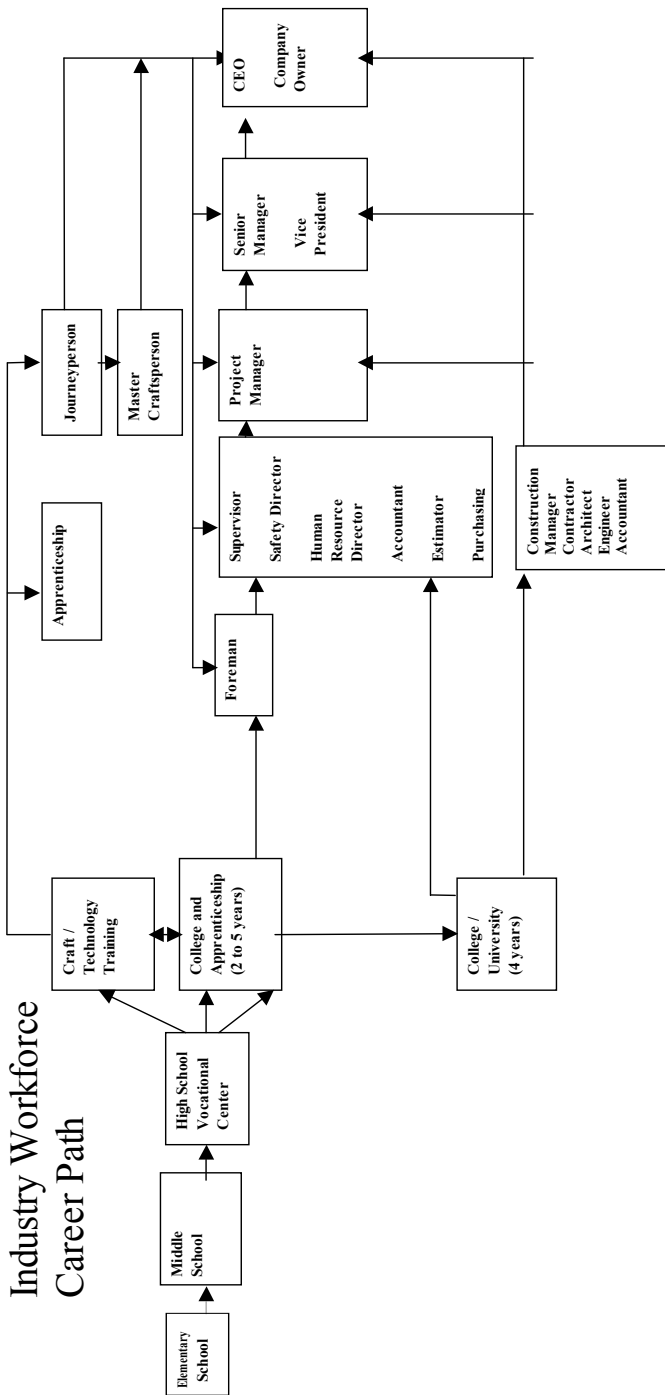 Industry Workforce
Career Path
Elementary
School
Middle
School
High School
Vocational
Center
Craft /
Technology
Training
College and
Apprenticeship
(2 to 5 years)
College /
University
(4 years)
Apprenticeship
Journeyperson
Master
Craftsperson
Foreman
Supervisor
Safety Director
Human
Resource
Director
Accountant
Estimator
Purchasing
Project
Manager
Senior
Manager
Vice
President
CEO
Company
Owner
Construction
Manager
Contractor
Architect
Engineer
Accountant